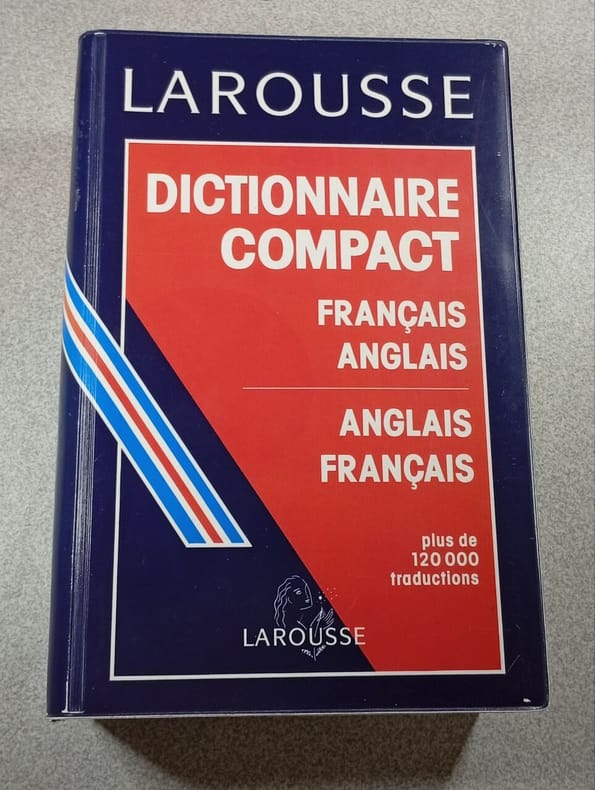 LAROUSSE
DICTIONNAIRE
COMPACT
FRANÇAIS
ANGLAIS
ANGLAIS
FRANÇAIS
plus de
120 000
traductions
LAROUSSE